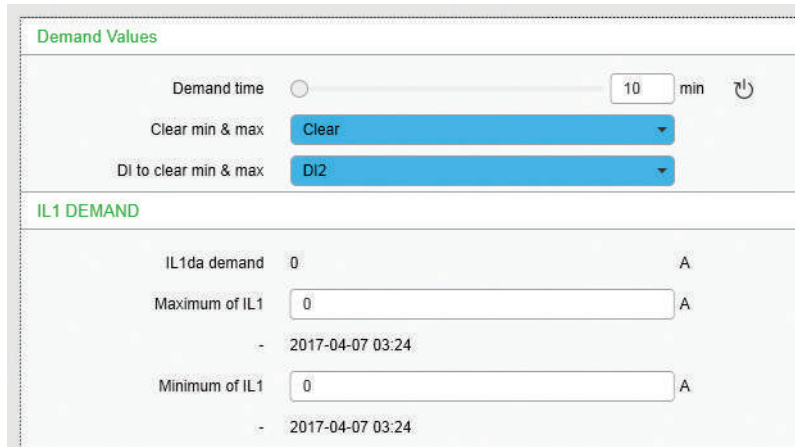 Demand Values
Demand time 10 min
Clear min & max Clear
DI to clear min & max DI2
IL1 DEMAND
IL1da demand 0 A
Maximum of IL1 0 A
- 2017-04-07 03:24
Minimum of IL1 0 A
- 2017-04-07 03:24